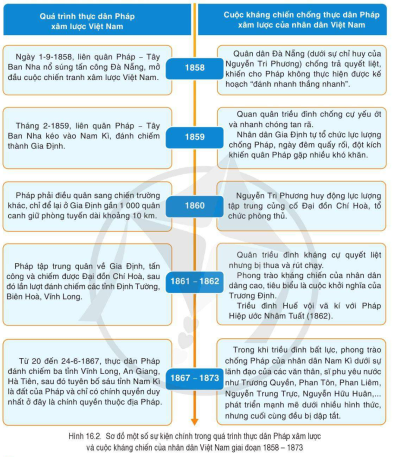 Quá trình thực dân Pháp
xâm lược Việt Nam
Cuộc kháng chiến chống thực dân Pháp
xâm lược của nhân dân Việt Nam
Ngày 1-9-1858, liên quân Pháp – Tây
Ban Nha nổ súng tấn công Đà Nẵng, mở
đầu cuộc chiến tranh xâm lược Việt Nam.
1858
Quân dân Đà Nẵng (dưới sự chỉ huy của
Nguyễn Tri Phương) chống trả quyết liệt,
khiến cho Pháp không thực hiện được kế
hoạch “đánh nhanh thắng nhanh”.
Tháng 2-1859, liên quân Pháp – Tây
Ban Nha kéo vào Nam Kì, đánh chiếm
thành Gia Định.
1859
Quan quân triều đình chống cự yếu ớt
và nhanh chóng tan rã.
Nhân dân Gia Định tự tổ chức lực lượng
chống Pháp, ngày đêm quấy rối, đột kích
khiến quân Pháp gặp nhiều khó khăn.
Pháp phải điều quân sang chiến trường
khác, chỉ để lại ở Gia Định gần 1 000 quân
canh giữ phòng tuyến dài khoảng 10 km.
1860
Nguyễn Tri Phương huy động lực lượng
tập trung củng cố Đại đồn Chí Hoà, tổ
chức phòng thủ.
Pháp tập trung quân về Gia Định, tấn
công và chiếm được Đại đồn Chí Hoà, sau
đó lần lượt đánh chiếm các tỉnh Định Tường,
Biên Hoà, Vĩnh Long.
1861 – 1862
Quân triều đình kháng cự quyết liệt
nhưng bị thua và rút chạy.
Phong trào kháng chiến của nhân dân
dâng cao, tiêu biểu là cuộc khởi nghĩa của
Trương Định.
Triều đình Huế vội vã kí với Pháp
Hiệp ước Nhâm Tuất (1862).
Từ 20 đến 24-6-1867, thực dân Pháp
đánh chiếm ba tỉnh Vĩnh Long, An Giang,
Hà Tiên, sau đó tuyên bố sáu tỉnh Nam Kì
là đất của Pháp và chỉ có chính quyền duy
nhất ở đây là chính quyền thuộc địa Pháp.
1867 – 1873
Trong khi triều đình bất lực, phong trào
chống Pháp của nhân dân Nam Kì dưới sự
lãnh đạo của các văn thân, sĩ phu yêu nước
như Trương Quyền, Phan Tôn, Phan Liêm,
Nguyễn Trung Trực, Nguyễn Hữu Huân,...
phát triển mạnh mẽ dưới nhiều hình thức,
nhưng cuối cùng đều bị dập tắt.
Hình 16.2. Sơ đồ một số sự kiện chính trong quá trình thực dân Pháp xâm lược
và cuộc kháng chiến của nhân dân Việt Nam giai đoạn 1858 – 1873